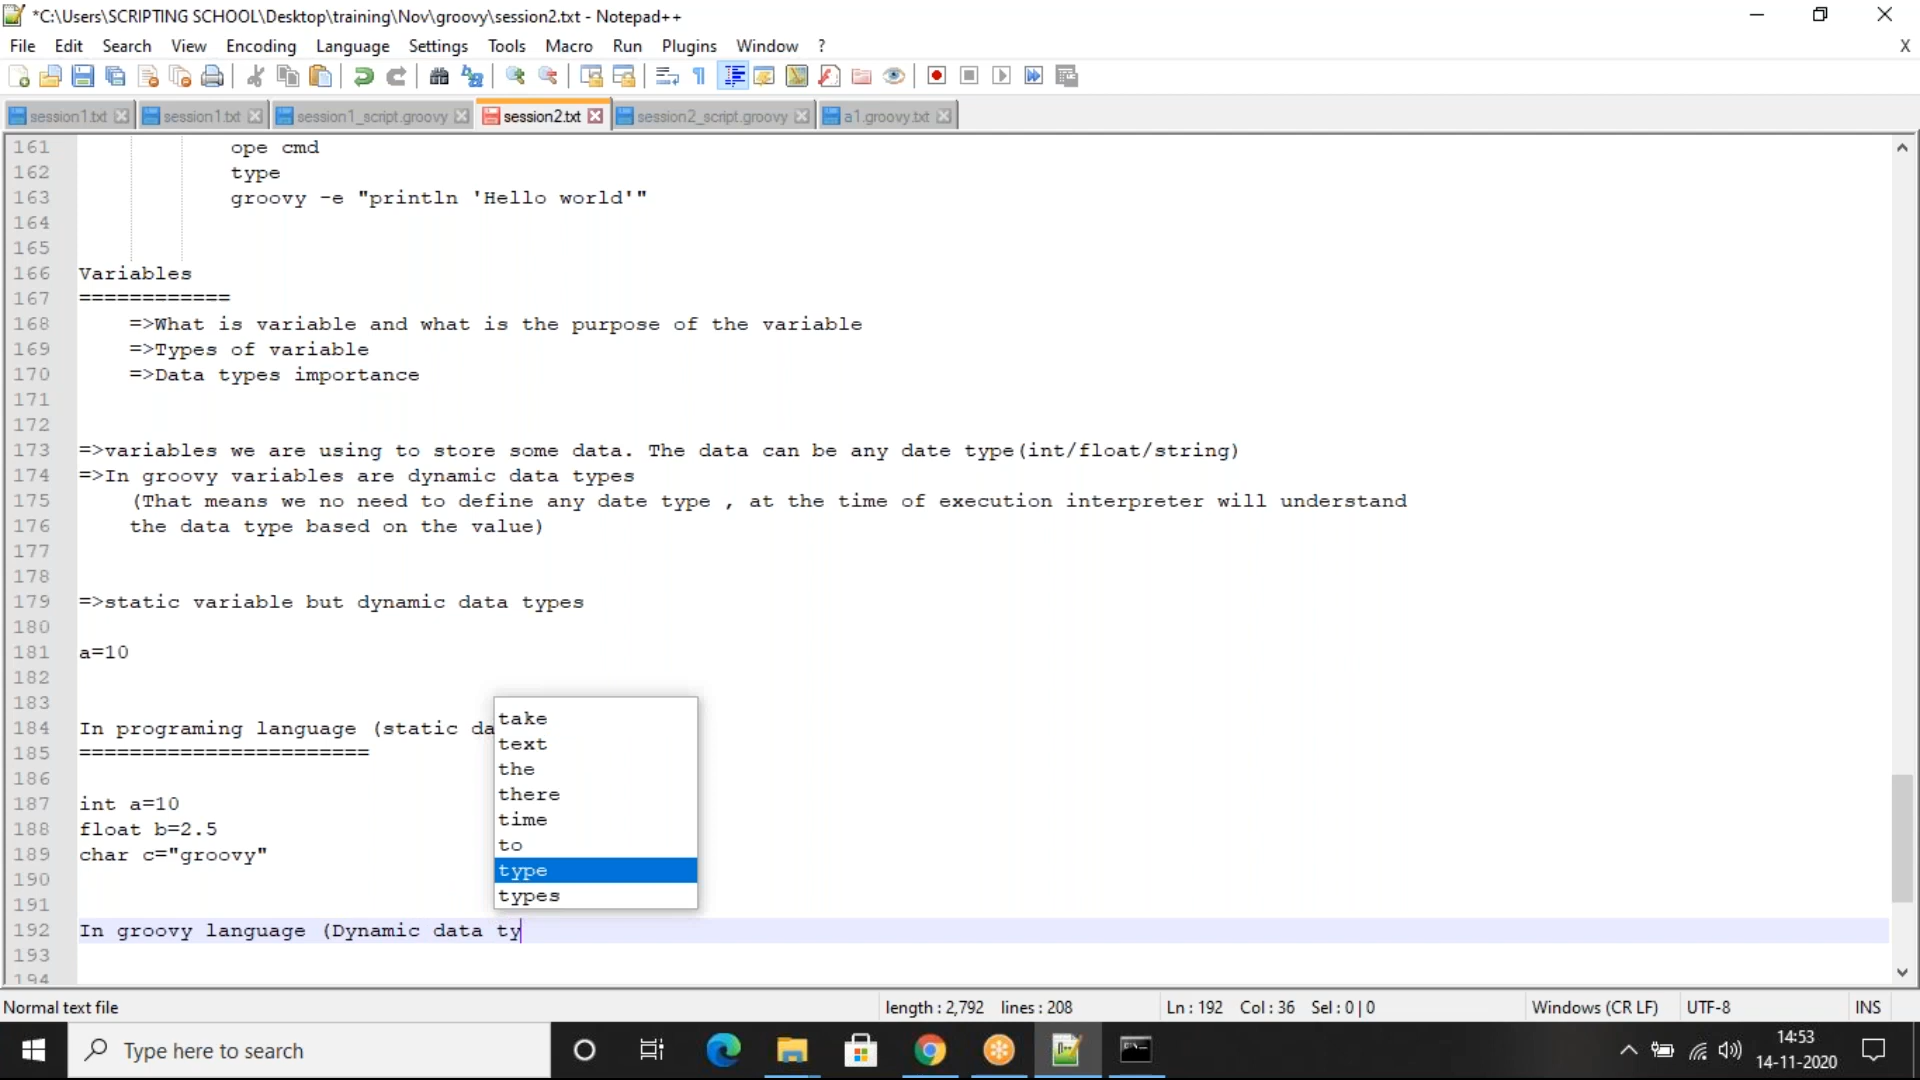 *C:\Users\SCRIPTING SCHOOL\Desktop\training\Nov\groovy\session2.txt - Notepad++
File Edit Search View Encoding Language Settings Tools Macro Run Plugins Window ? X
session1.txt session1.txt session1_script.groovy session2.txt session2_script.groovy a1.groovy.txt
161 ope cmd
162 type
163 groovy -e "println 'Hello world'"
164
165
166 Variables
167 ============
168 =>What is variable and what is the purpose of the variable
169 =>Types of variable
170 =>Data types importance
171
172
173 =>variables we are using to store some data. The data can be any date type(int/float/string)
174 =>In groovy variables are dynamic data types
175 (That means we no need to define any date type , at the time of execution interpreter will understand
176 the data type based on the value)
177
178
179 =>static variable but dynamic data types
180
181 a=10
182
183
184 In programing language (static da
185 =======================
186
187 int a=10
188 float b=2.5
189 char c="groovy"
190
191
192 In groovy language (Dynamic data ty
193
194
take
text
the
there
time
to
type
types
Normal text file length : 2,792 lines : 208 Ln : 192 Col : 36 Sel : 0 | 0 Windows (CR LF) UTF-8 INS
Type here to search
14:53
14-11-2020